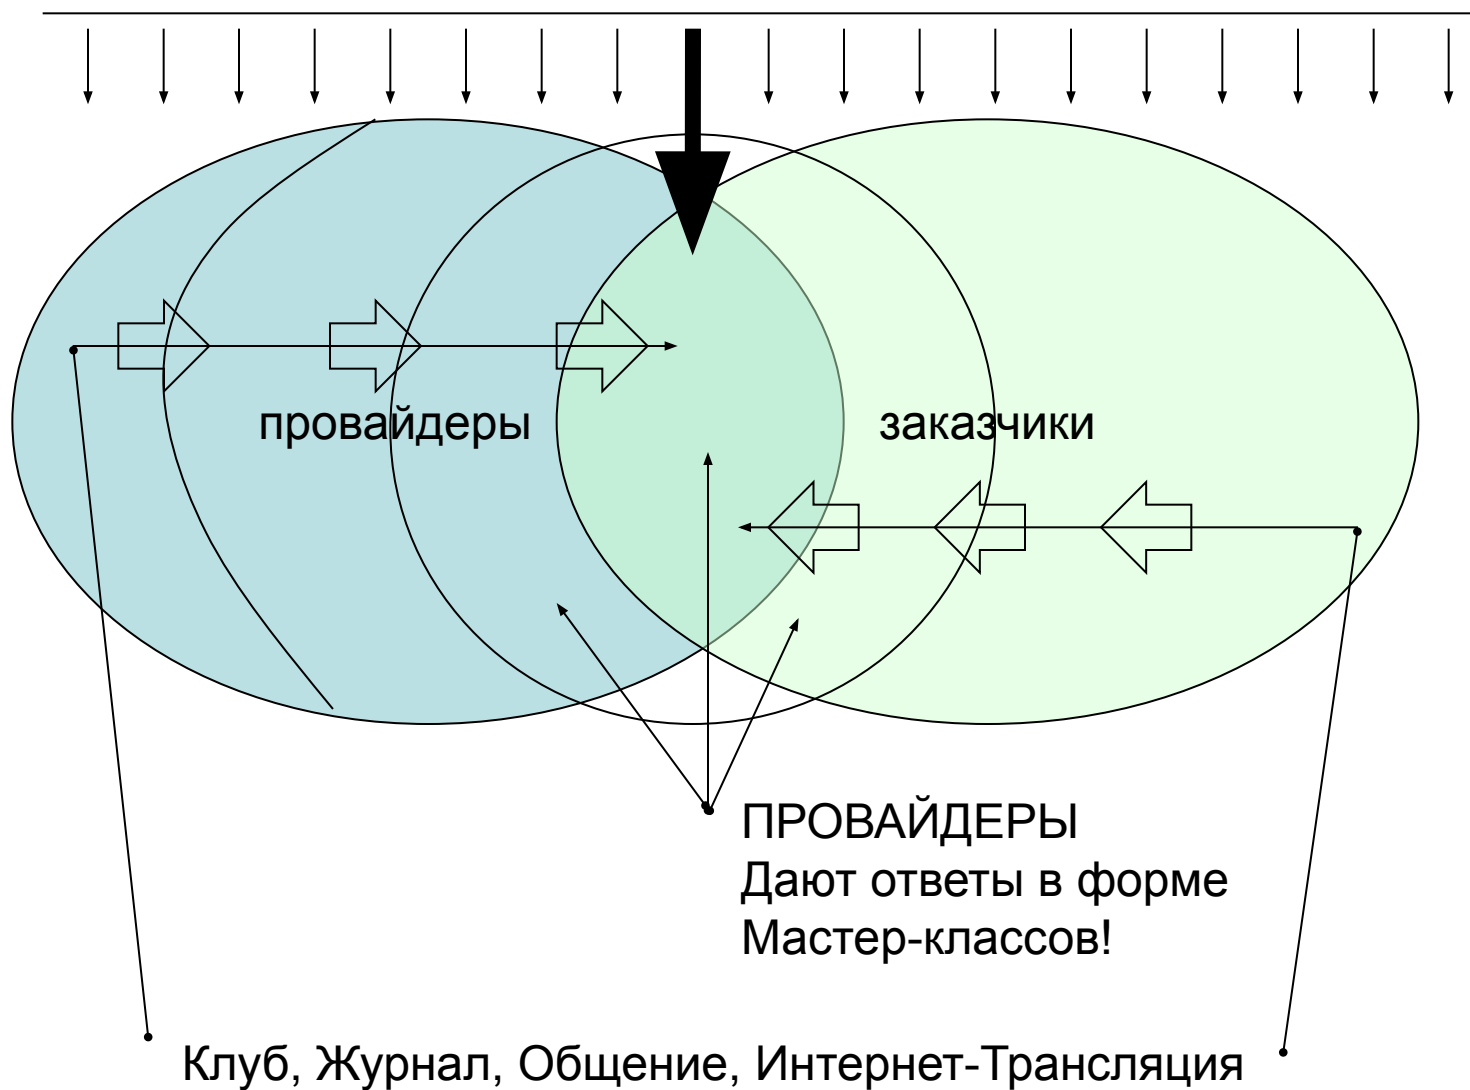 провайдеры
заказчики
ПРОВАЙДЕРЫ
Дают ответы в форме
Мастер-классов!
Клуб, Журнал, Общение, Интернет-Трансляция